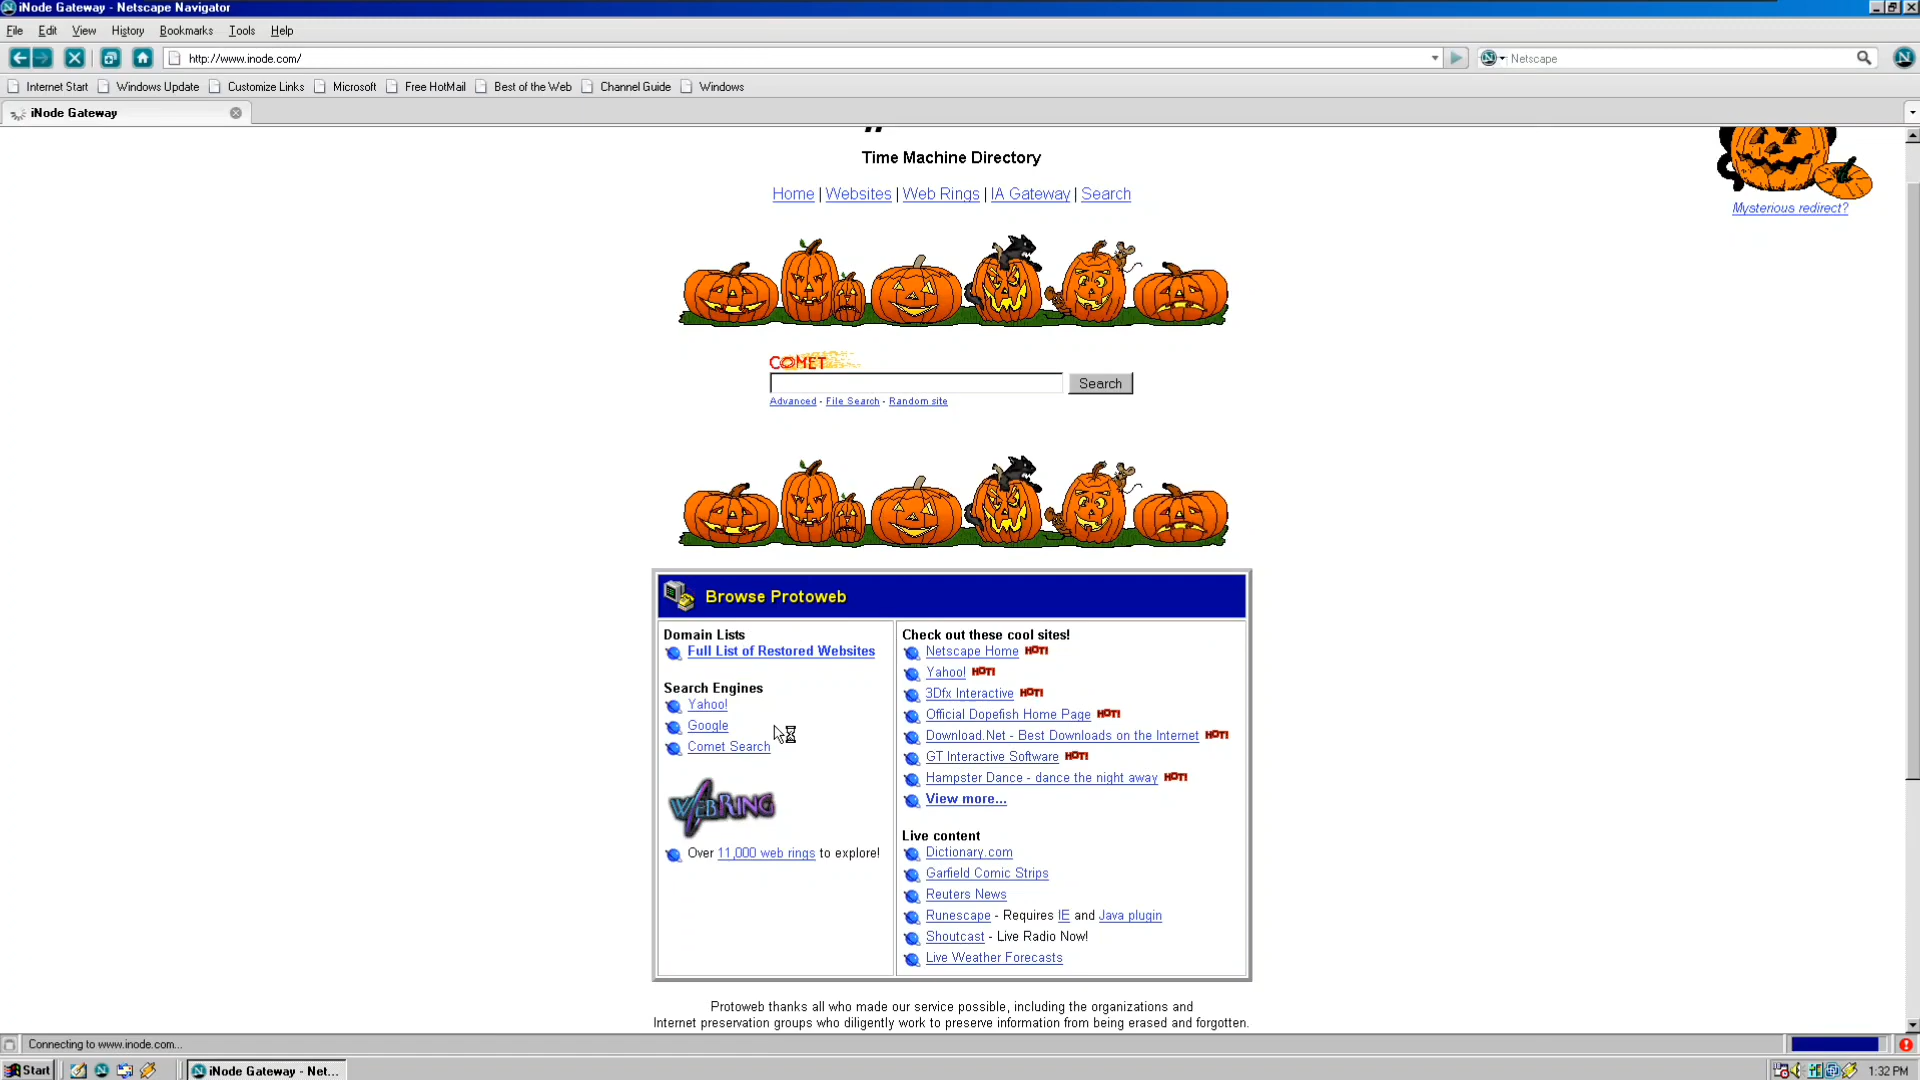 iNode Gateway - Netscape Navigator
File Edit View History Bookmarks Tools Help
http://www.inode.com/ Netscape
Internet Start Windows Update Customize Links Microsoft Free HotMail Best of the Web Channel Guide Windows
iNode Gateway
Time Machine Directory
Home | Websites | Web Rings | IA Gateway | Search
Mysterious redirect?
COMET
Search
Advanced - File Search - Random site
Browse Protoweb
Domain Lists
Full List of Restored Websites
Search Engines
Yahoo!
Google
Comet Search
WEBRING
Over 11,000 web rings to explore!
Check out these cool sites!
Netscape Home HOT!
Yahoo! HOT!
3Dfx Interactive HOT!
Official Dopefish Home Page HOT!
Download.Net - Best Downloads on the Internet HOT!
GT Interactive Software HOT!
Hampster Dance - dance the night away HOT!
View more...
Live content
Dictionary.com
Garfield Comic Strips
Reuters News
Runescape - Requires IE and Java plugin
Shoutcast - Live Radio Now!
Live Weather Forecasts
Protoweb thanks all who made our service possible, including the organizations and
Internet preservation groups who diligently work to preserve information from being erased and forgotten.
Connecting to www.inode.com...
Start iNode Gateway - Net... 1:32 PM